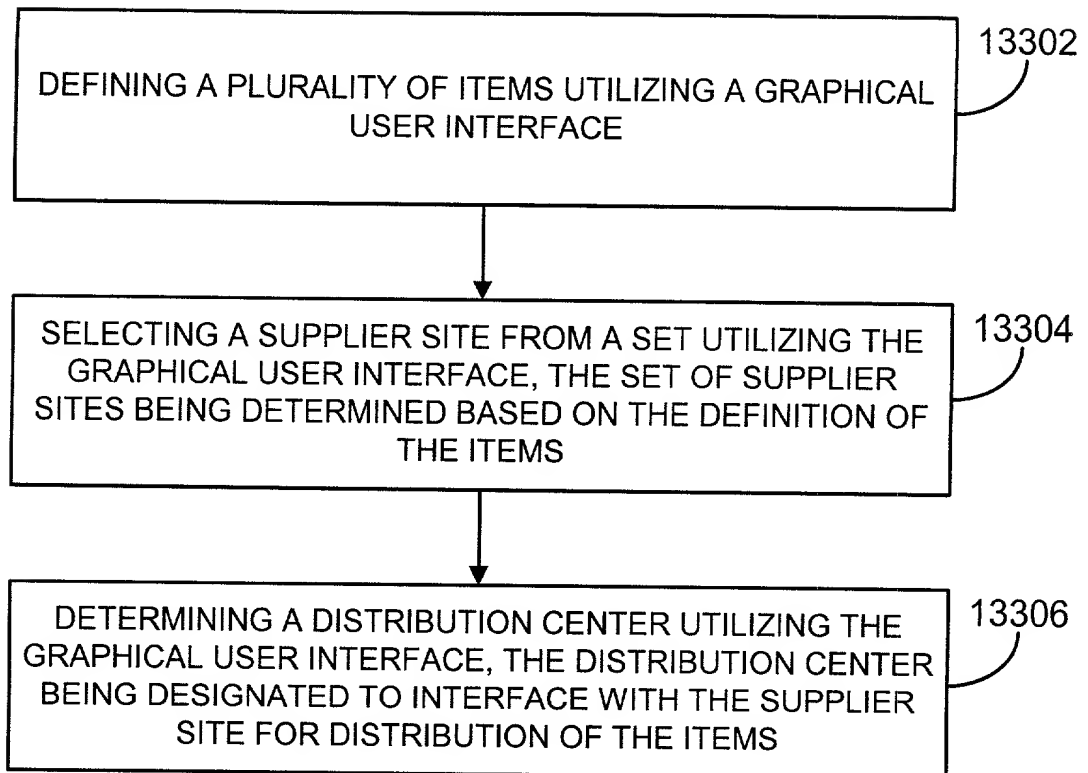 13302
DEFINING A PLURALITY OF ITEMS UTILIZING A GRAPHICAL
USER INTERFACE
13304
SELECTING A SUPPLIER SITE FROM A SET UTILIZING THE
GRAPHICAL USER INTERFACE, THE SET OF SUPPLIER
SITES BEING DETERMINED BASED ON THE DEFINITION OF
THE ITEMS
13306
DETERMINING A DISTRIBUTION CENTER UTILIZING THE
GRAPHICAL USER INTERFACE, THE DISTRIBUTION CENTER
BEING DESIGNATED TO INTERFACE WITH THE SUPPLIER
SITE FOR DISTRIBUTION OF THE ITEMS